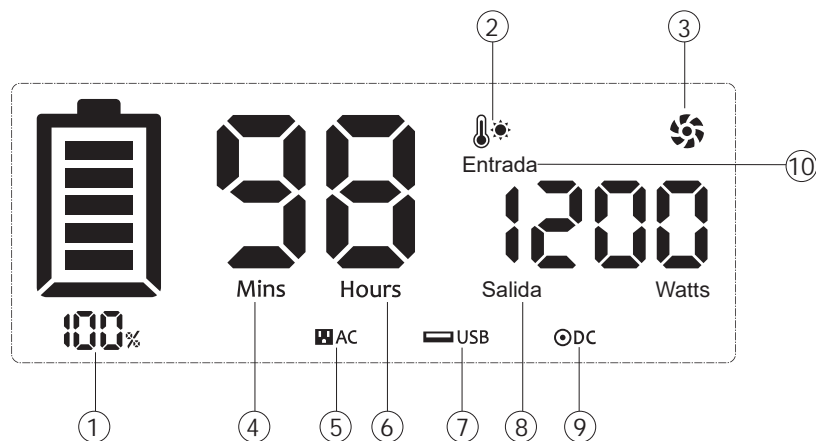 ② ③
98
Entrada ⑩
1200
Mins Hours Salida Watts
100%
AC USB DC
① ④ ⑤ ⑥ ⑦ ⑧ ⑨